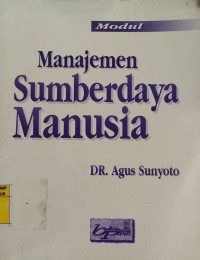 Modul
Manajemen
Sumberdaya
Manusia
DR. Agus Sunyoto